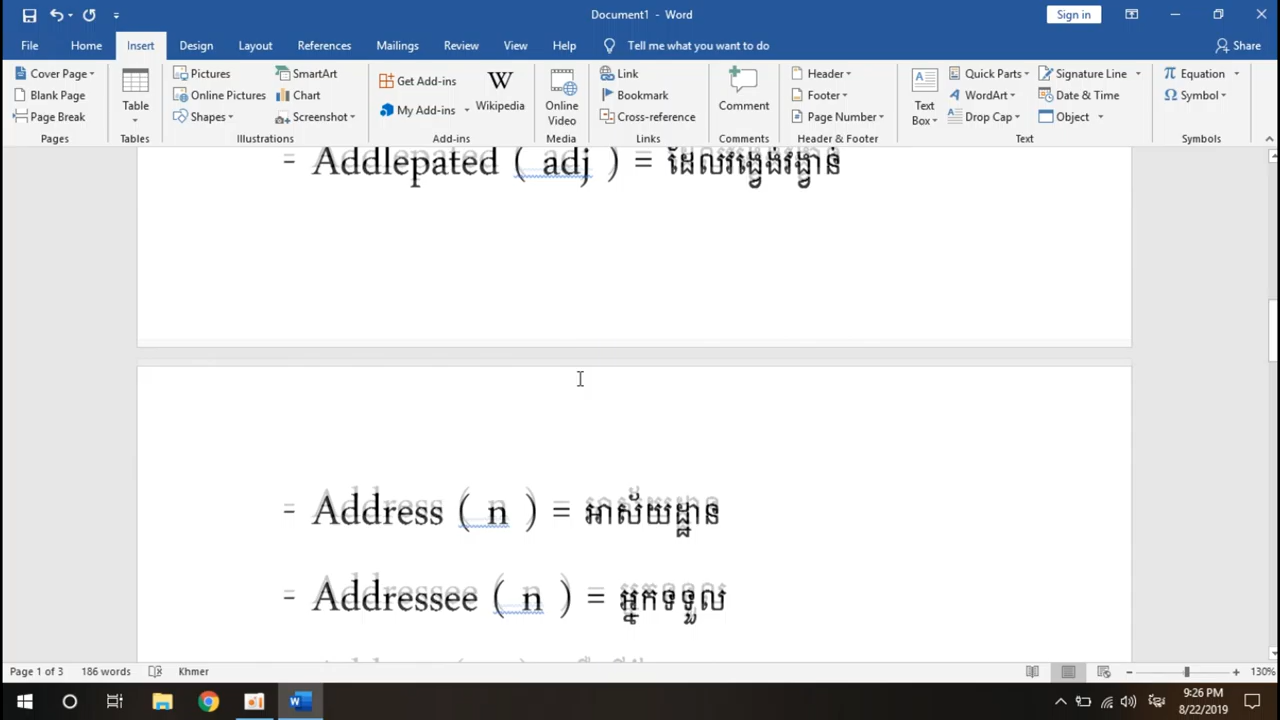 Document1 - Word
Sign in
File Home Insert Design Layout References Mailings Review View Help Tell me what you want to do Share
Cover Page
Blank Page
Page Break
Pages
Table
Tables
Pictures
Online Pictures
Shapes
SmartArt
Chart
Screenshot
Illustrations
Get Add-ins
My Add-ins
Wikipedia
Add-ins
Online Video
Media
Link
Bookmark
Cross-reference
Links
Comment
Comments
Header
Footer
Page Number
Header & Footer
Text Box
Quick Parts
WordArt
Drop Cap
Signature Line
Date & Time
Object
Text
Equation
Symbol
Symbols
- Addlepated ( adj ) = ដែលវង្វេងវង្វាន់
- Address ( n ) = អាស័យដ្ឋាន
- Addressee ( n ) = អ្នកទទួល
Page 1 of 3 186 words Khmer 130%
9:26 PM
8/22/2019